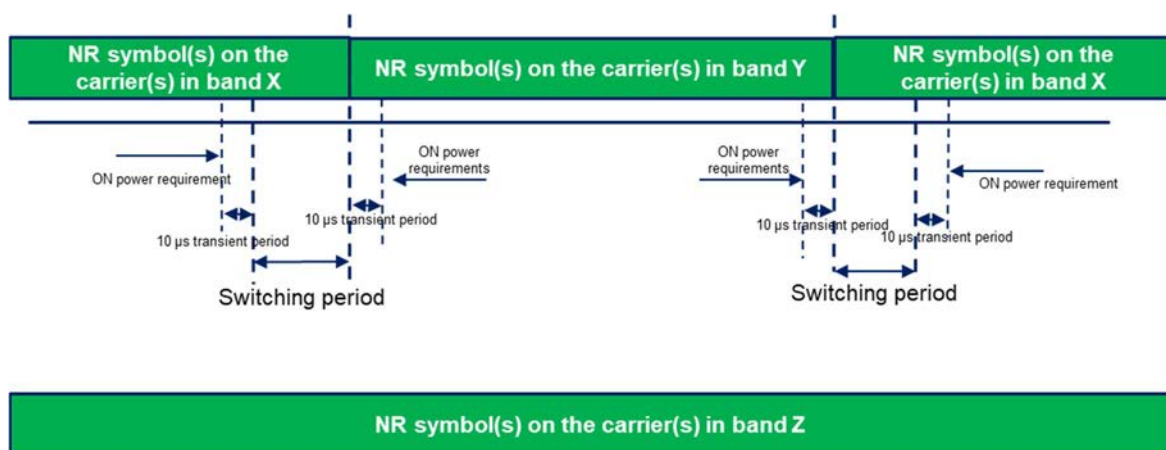 NR symbol(s) on the
carrier(s) in band X
NR symbol(s) on the carrier(s) in band Y
NR symbol(s) on the
carrier(s) in band X
ON power requirement
ON power
requirements
ON power
requirements
ON power requirement
10 µs transient period
10 µs transient period
10 µs transient period
10 µs transient period
Switching period
Switching period
NR symbol(s) on the carrier(s) in band Z